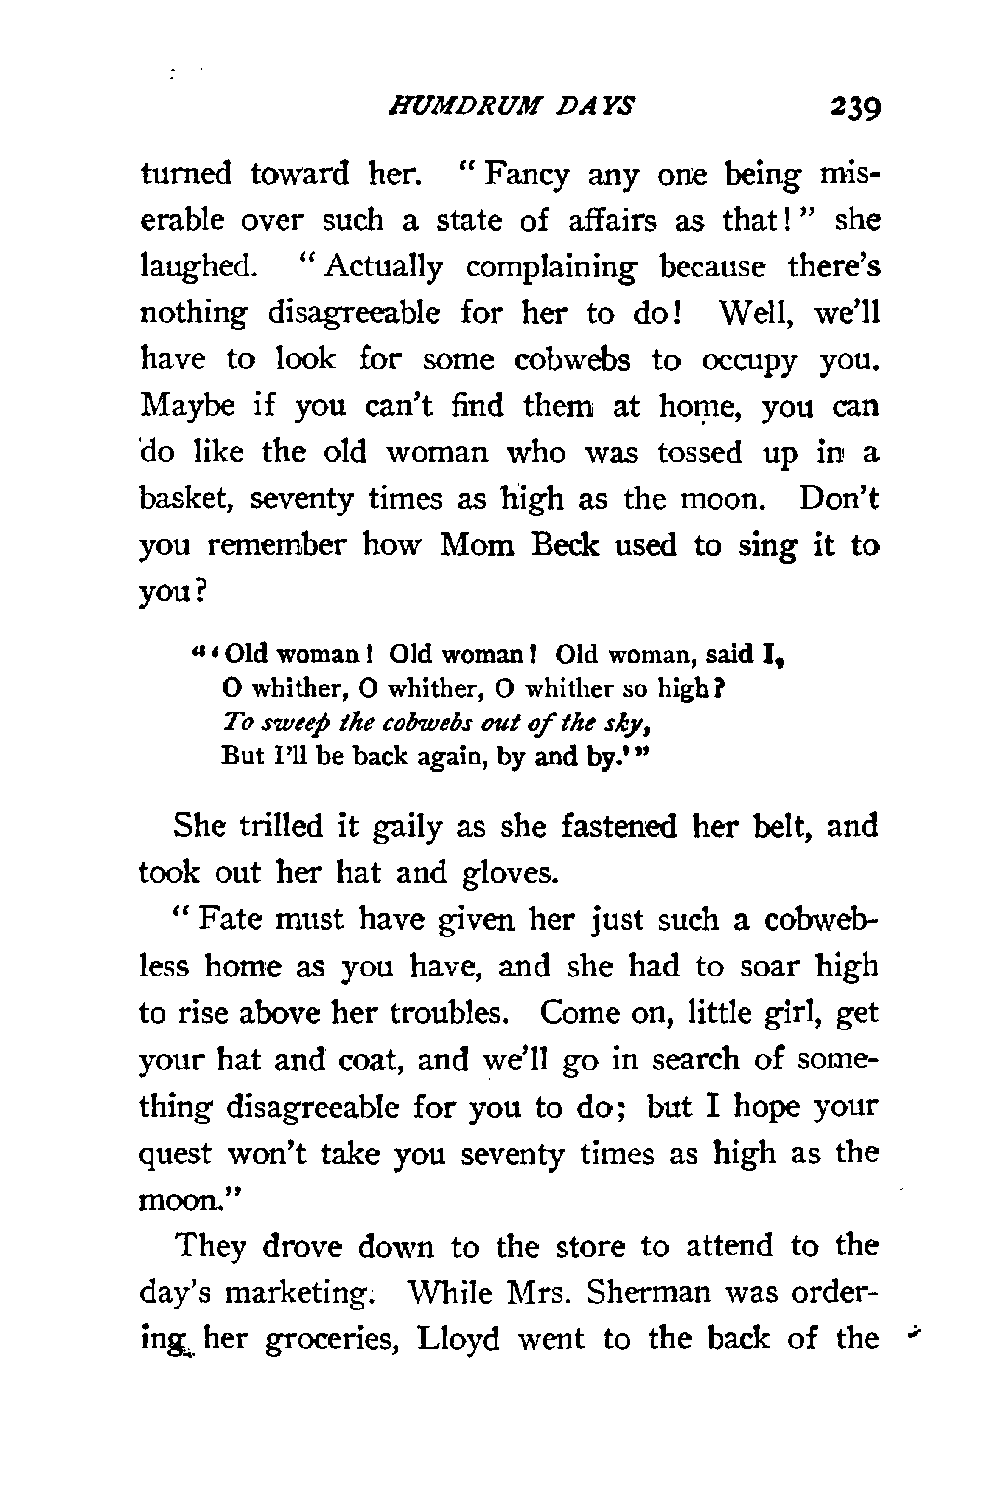 HUMDRUM DAYS 239
turned toward her. "Fancy any one being mis-
erable over such a state of affairs as that!" she
laughed. "Actually complaining because there's
nothing disagreeable for her to do! Well, we'll
have to look for some cobwebs to occupy you.
Maybe if you can't find them at home, you can
do like the old woman who was tossed up in a
basket, seventy times as high as the moon. Don't
you remember how Mom Beck used to sing it to
you?
"'Old woman! Old woman! Old woman, said I,
O whither, O whither, O whither so high?
To sweep the cobwebs out of the sky,
But I'll be back again, by and by.'"
She trilled it gaily as she fastened her belt, and
took out her hat and gloves.
"Fate must have given her just such a cobweb-
less home as you have, and she had to soar high
to rise above her troubles. Come on, little girl, get
your hat and coat, and we'll go in search of some-
thing disagreeable for you to do; but I hope your
quest won't take you seventy times as high as the
moon."
They drove down to the store to attend to the
day's marketing. While Mrs. Sherman was order-
ing her groceries, Lloyd went to the back of the